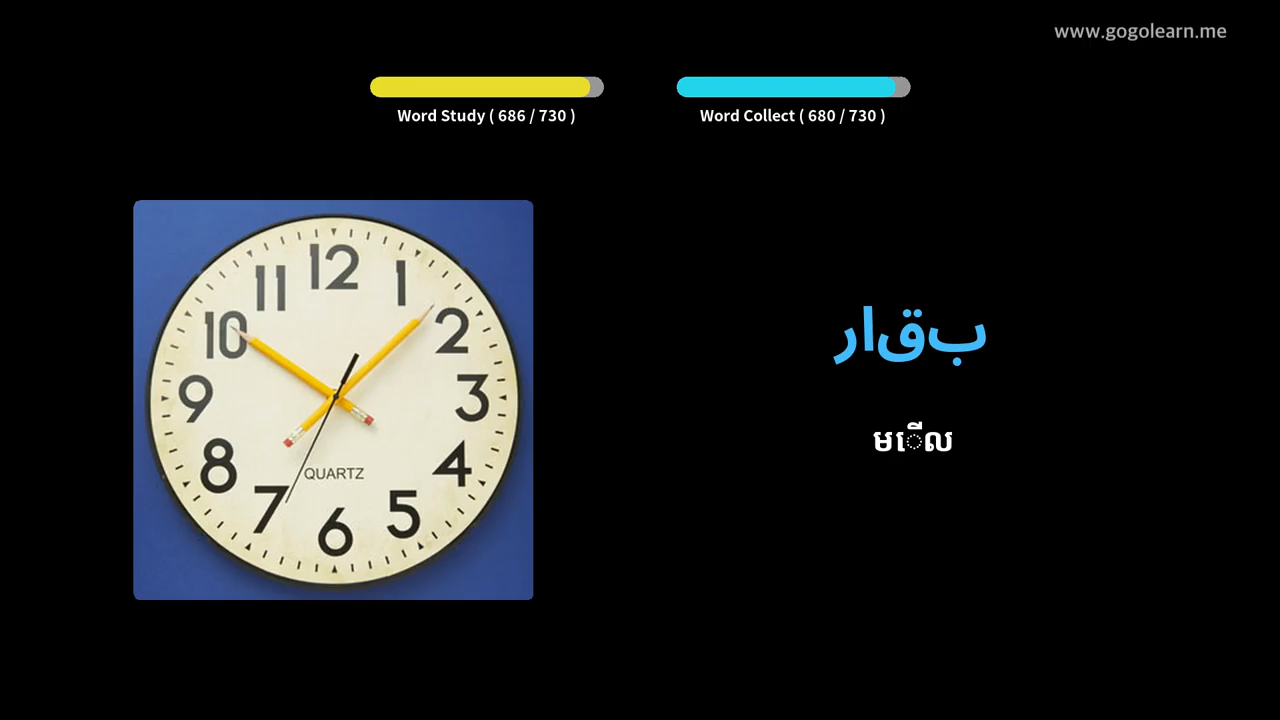 www.gogolearn.me
Word Study ( 686 / 730 )
Word Collect ( 680 / 730 )
12
1
2
3
4
5
6
7
8
9
10
11
QUARTZ
بقار
មើល